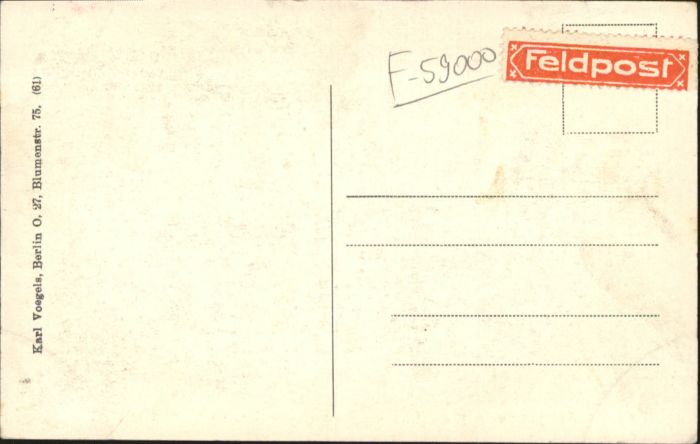 F-59000
Feldpost
Karl Voegels, Berlin O. 27, Blumenstr. 75. (61)